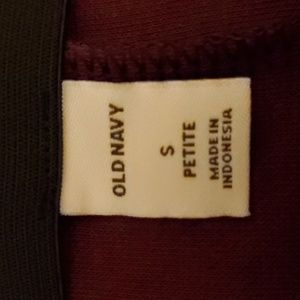 OLD NAVY
S
PETITE
MADE IN
INDONESIA